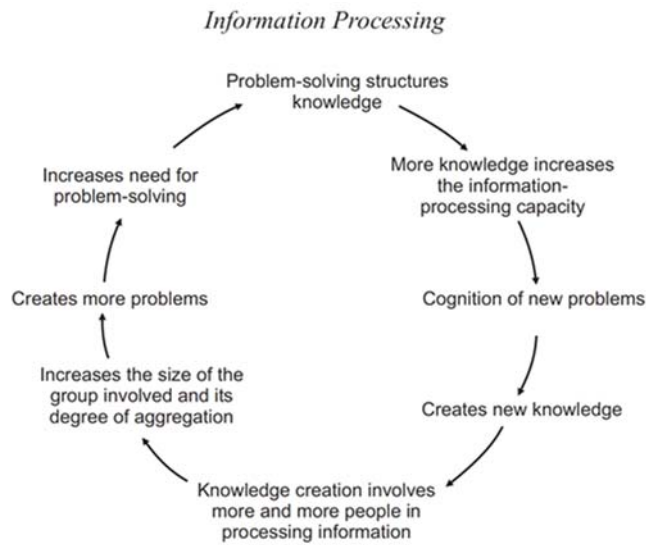 Information Processing
Problem-solving structures
knowledge
More knowledge increases
the information-
processing capacity
Cognition of new problems
Creates new knowledge
Knowledge creation involves
more and more people in
processing information
Increases the size of the
group involved and its
degree of aggregation
Creates more problems
Increases need for
problem-solving